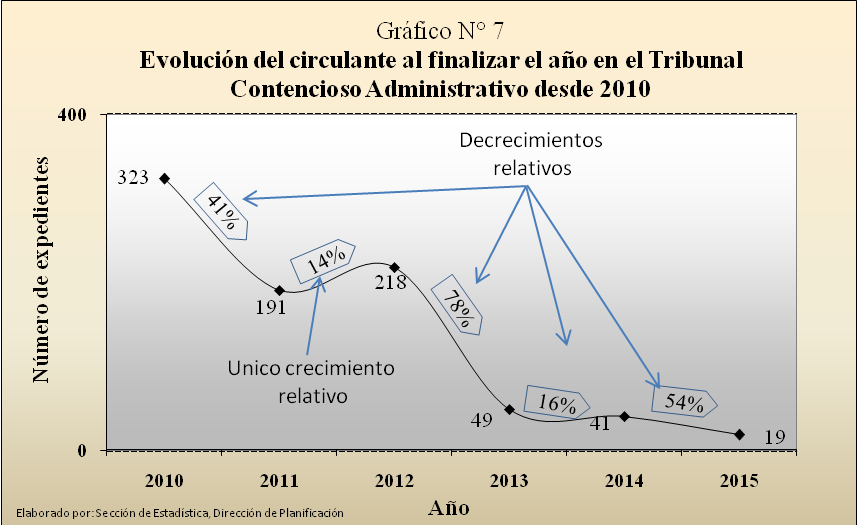 Gráfico N° 7
Evolución del circulante al finalizar el año en el Tribunal
Contencioso Administrativo desde 2010
Número de expedientes
400
0
Decrecimientos
relativos
323
41%
191
14%
218
78%
Unico crecimiento
relativo
49
16%
41
54%
19
2010 2011 2012 2013 2014 2015
Año
Elaborado por: Sección de Estadística, Dirección de Planificación